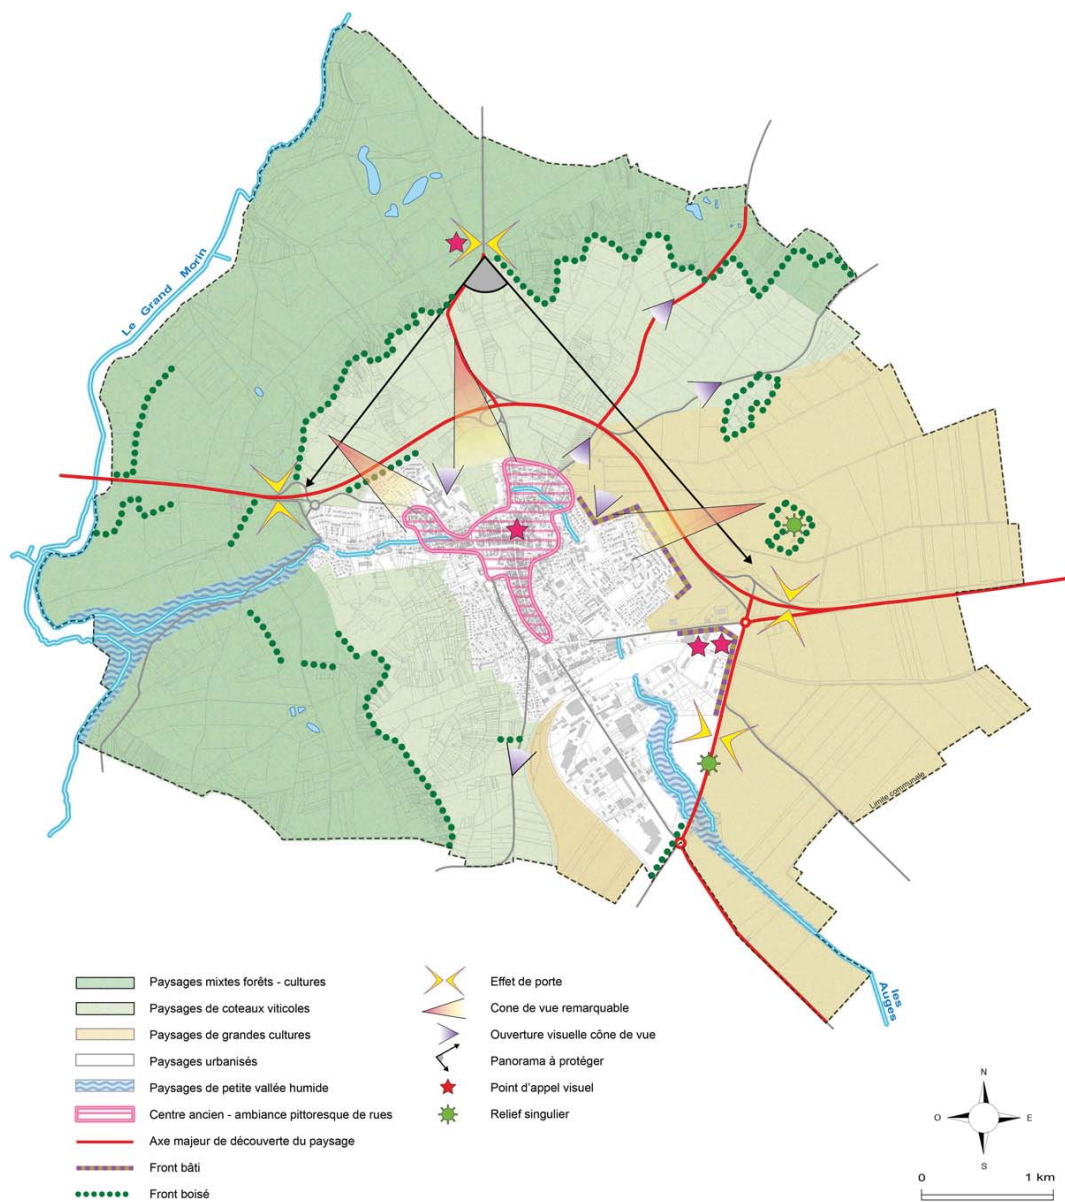 Le Grand Morin
Limite communale
les Auges
Paysages mixtes forêts - cultures
Paysages de coteaux viticoles
Paysages de grandes cultures
Paysages urbanisés
Paysages de petite vallée humide
Centre ancien - ambiance pittoresque de rues
Axe majeur de découverte du paysage
Front bâti
Front boisé
Effet de porte
Cone de vue remarquable
Ouverture visuelle cône de vue
Panorama à protéger
Point d'appel visuel
Relief singulier
N
O
E
S
0 1 km